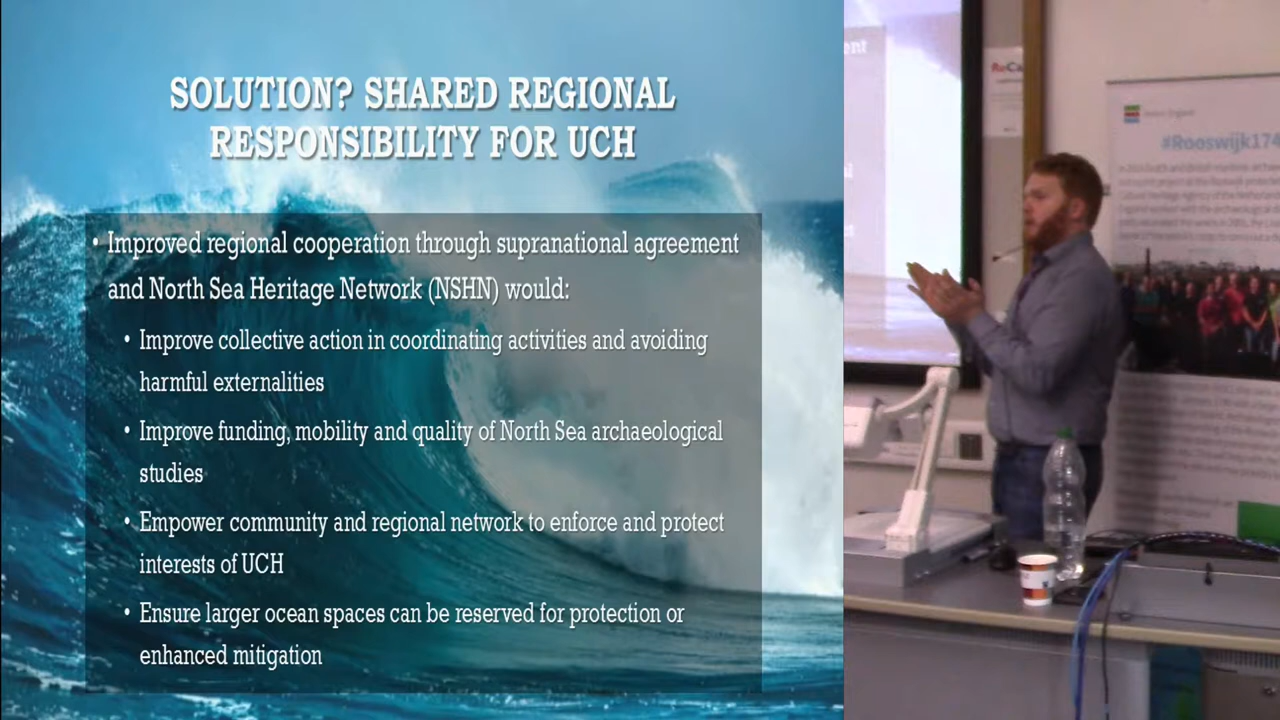 SOLUTION? SHARED REGIONAL
RESPONSIBILITY FOR UCH
• Improved regional cooperation through supranational agreement
and North Sea Heritage Network (NSHN) would:
• Improve collective action in coordinating activities and avoiding
harmful externalities
• Improve funding, mobility and quality of North Sea archaeological
studies
• Empower community and regional network to enforce and protect
interests of UCH
• Ensure larger ocean spaces can be reserved for protection or
enhanced mitigation
#Rooswijk174